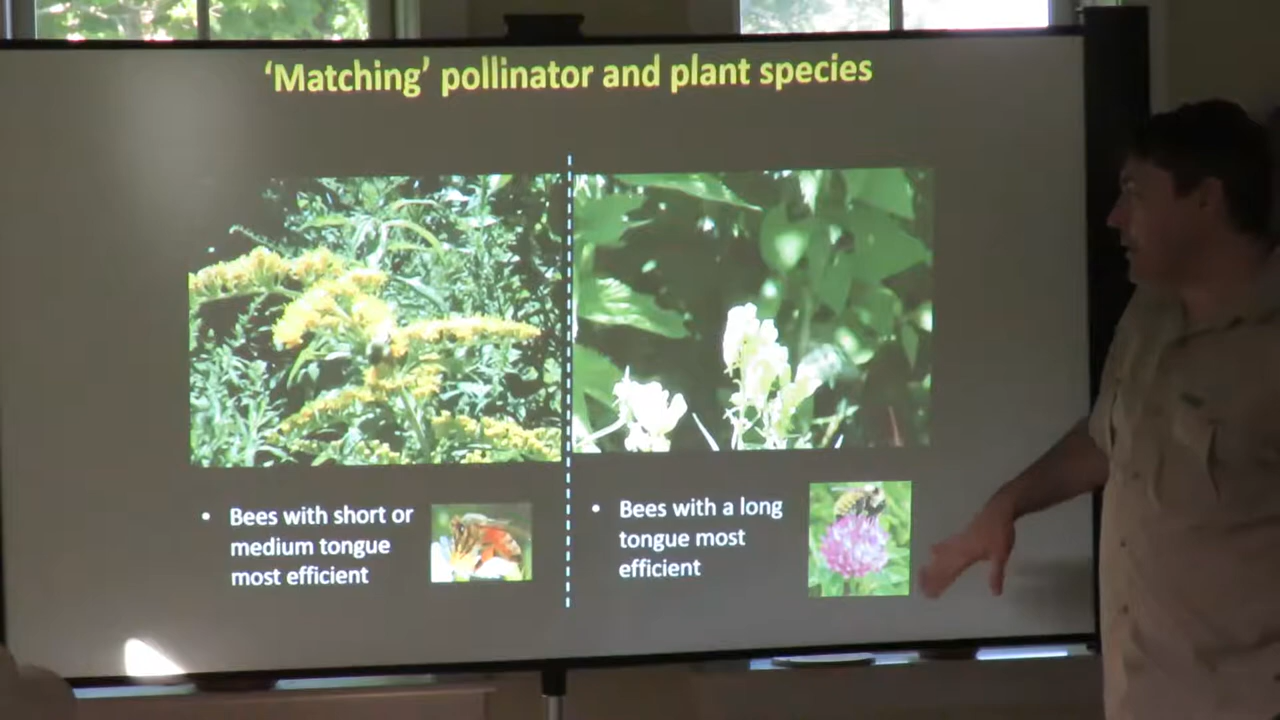 ‘Matching’ pollinator and plant species
• Bees with short or
medium tongue
most efficient
• Bees with a long
tongue most
efficient